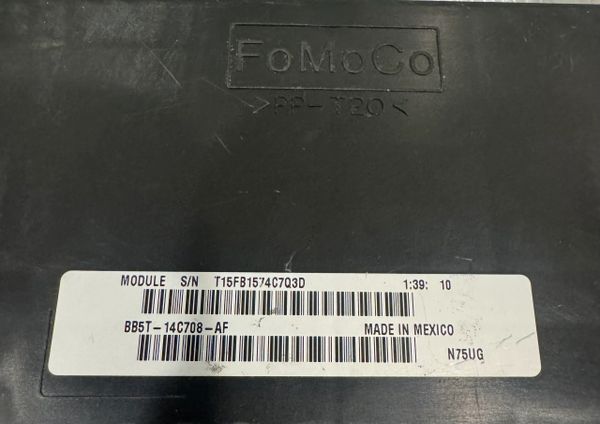 FoMoCo
>PP-T20<
MODULE S/N T15FB1574C7Q3D 1:39: 10
BB5T-14C708-AF MADE IN MEXICO
N75UG